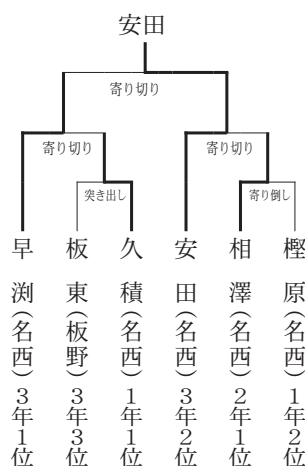 安田
寄り切り
寄り切り
寄り切り
突き出し
寄り倒し
早渕(名西)3年1位
板東(板野)3年3位
久積(名西)1年1位
安田(名西)3年2位
相澤(名西)2年1位
樫原(名西)1年2位